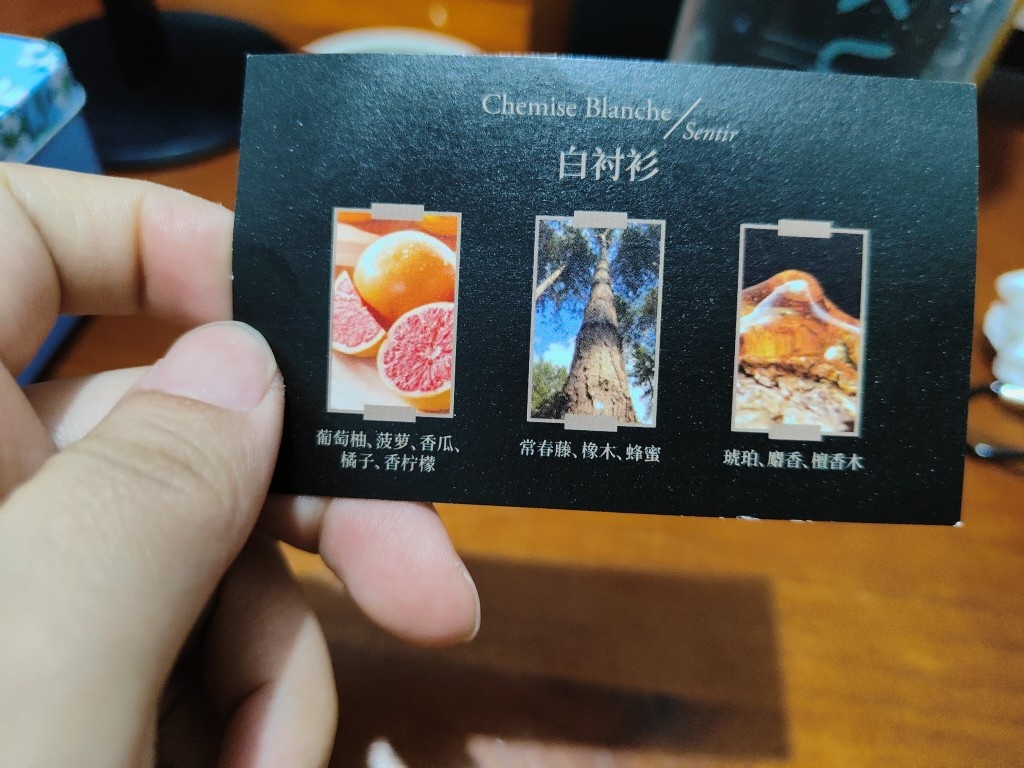 Chemise Blanche/Sentir
白衬衫
葡萄柚、菠萝、香瓜、
橘子、香柠檬
常春藤、橡木、蜂蜜
琥珀、麝香、檀香木